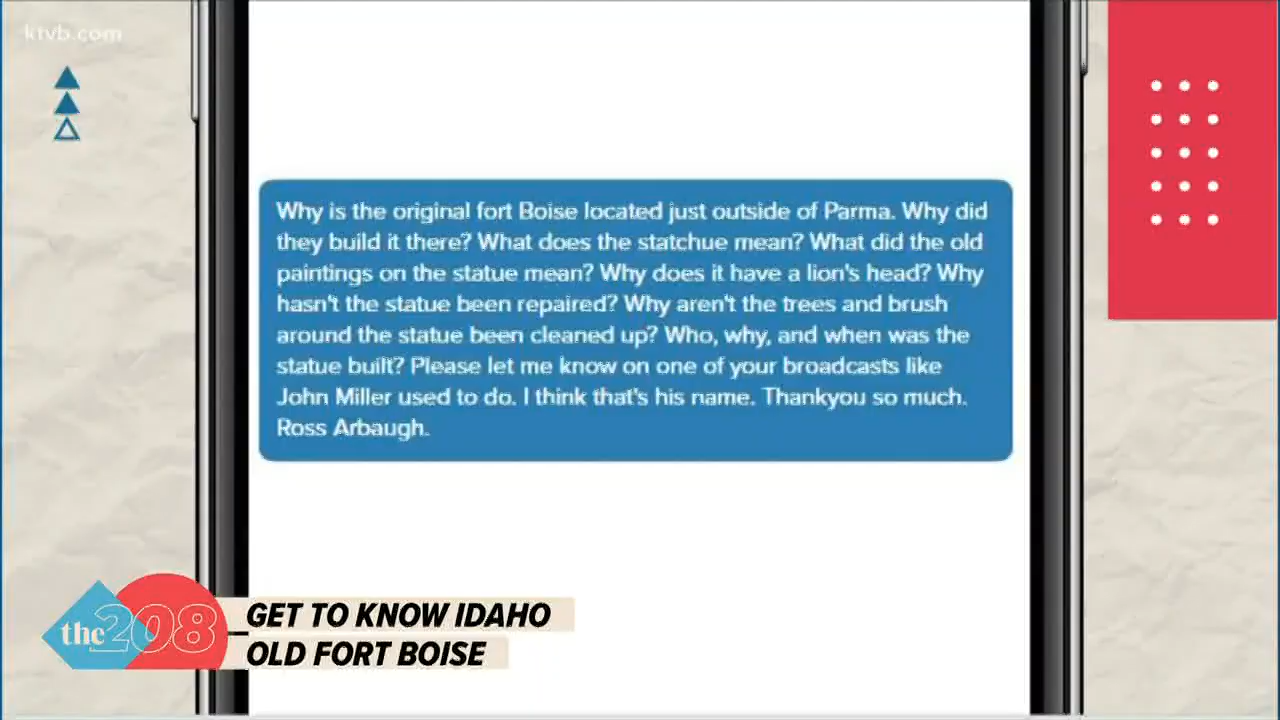 ktvb.com
Why is the original fort Boise located just outside of Parma. Why did
they build it there? What does the statchue mean? What did the old
paintings on the statue mean? Why does it have a lion's head? Why
hasn't the statue been repaired? Why aren't the trees and brush
around the statue been cleaned up? Who, why, and when was the
statue built? Please let me know on one of your broadcasts like
John Miller used to do. I think that's his name. Thankyou so much.
Ross Arbaugh.
the 208
GET TO KNOW IDAHO
OLD FORT BOISE